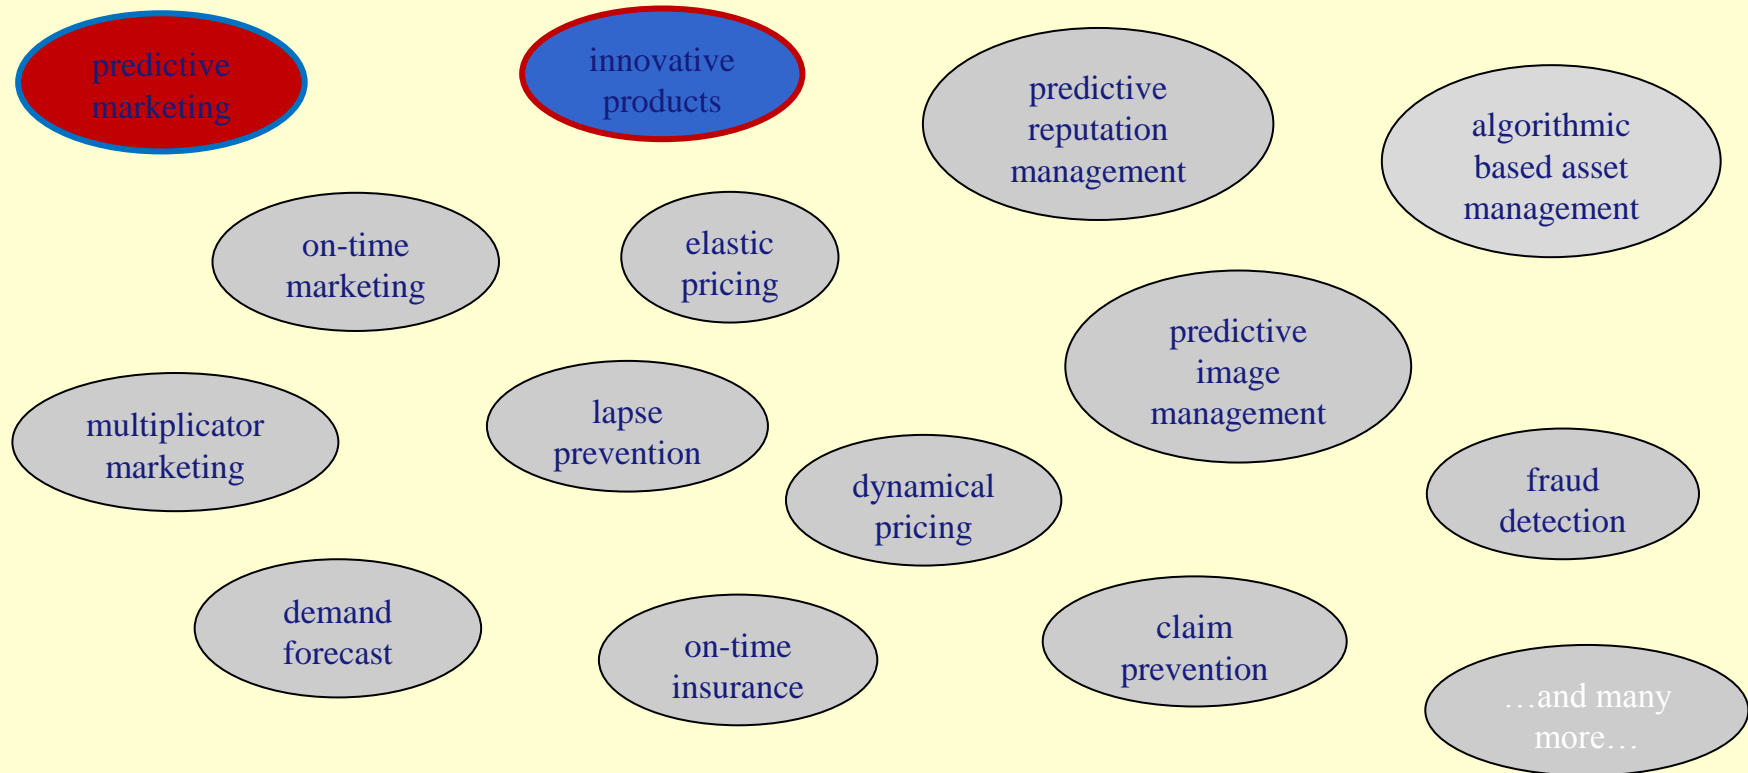 predictive
marketing
innovative
products
predictive
reputation
management
algorithmic
based asset
management
on-time
marketing
elastic
pricing
predictive
image
management
multiplicator
marketing
lapse
prevention
dynamical
pricing
fraud
detection
demand
forecast
on-time
insurance
claim
prevention
…and many
more…